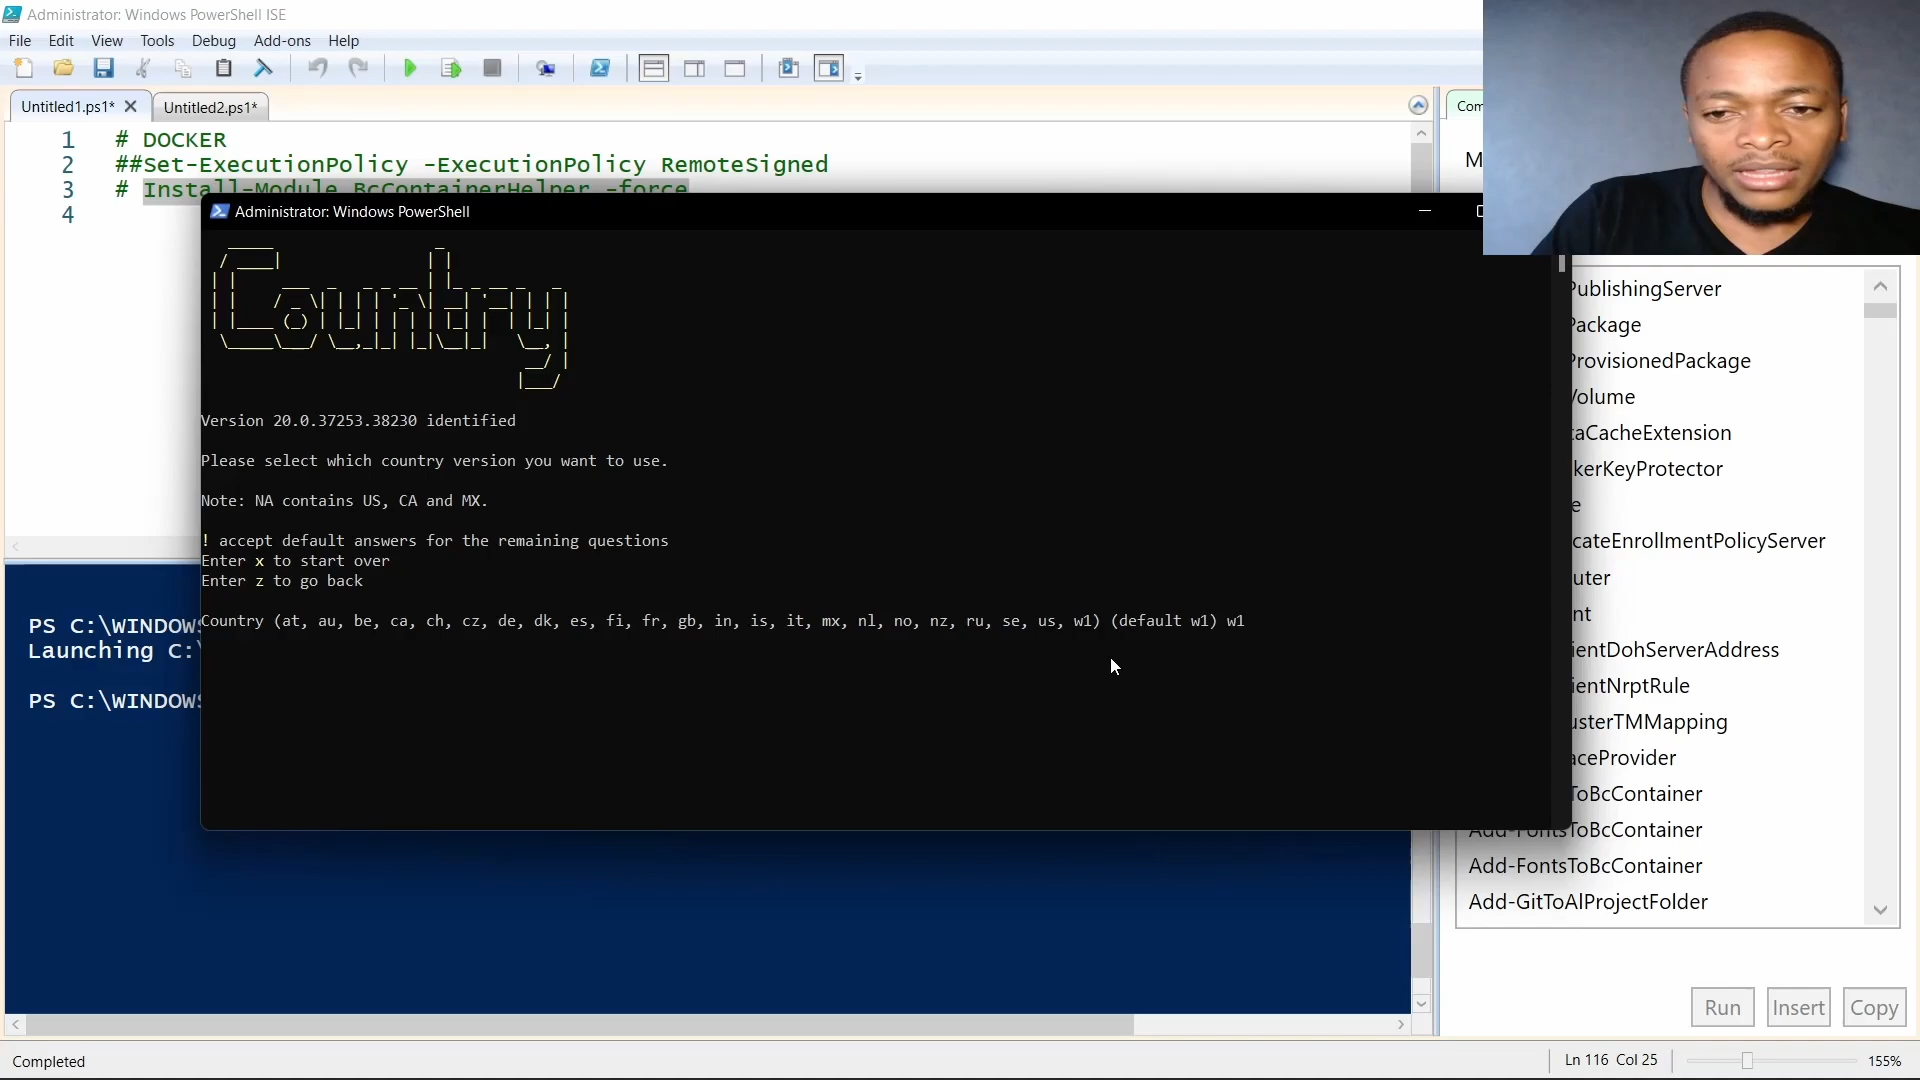 Administrator: Windows PowerShell ISE
File Edit View Tools Debug Add-ons Help
Untitled1.ps1* Untitled2.ps1*
1 # DOCKER
2 ##Set-ExecutionPolicy -ExecutionPolicy RemoteSigned
3 # Install-Module BcContainerHelper -force
4
Administrator: Windows PowerShell
Country
Version 20.0.37253.38230 identified
Please select which country version you want to use.
Note: NA contains US, CA and MX.
! accept default answers for the remaining questions
Enter x to start over
Enter z to go back
Country (at, au, be, ca, ch, cz, de, dk, es, fi, fr, gb, in, is, it, mx, nl, no, nz, ru, se, us, w1) (default w1) w1
PS C:\WINDOWS
Launching C:\
PS C:\WINDOWS
Com
M
PublishingServer
Package
ProvisionedPackage
Volume
taCacheExtension
kerKeyProtector
e
cateEnrollmentPolicyServer
uter
nt
ientDohServerAddress
ientNrptRule
usterTMMapping
aceProvider
ToBcContainer
Add-FontsToBcContainer
Add-FontsToBcContainer
Add-GitToAlProjectFolder
Run Insert Copy
Completed
Ln 116 Col 25
155%